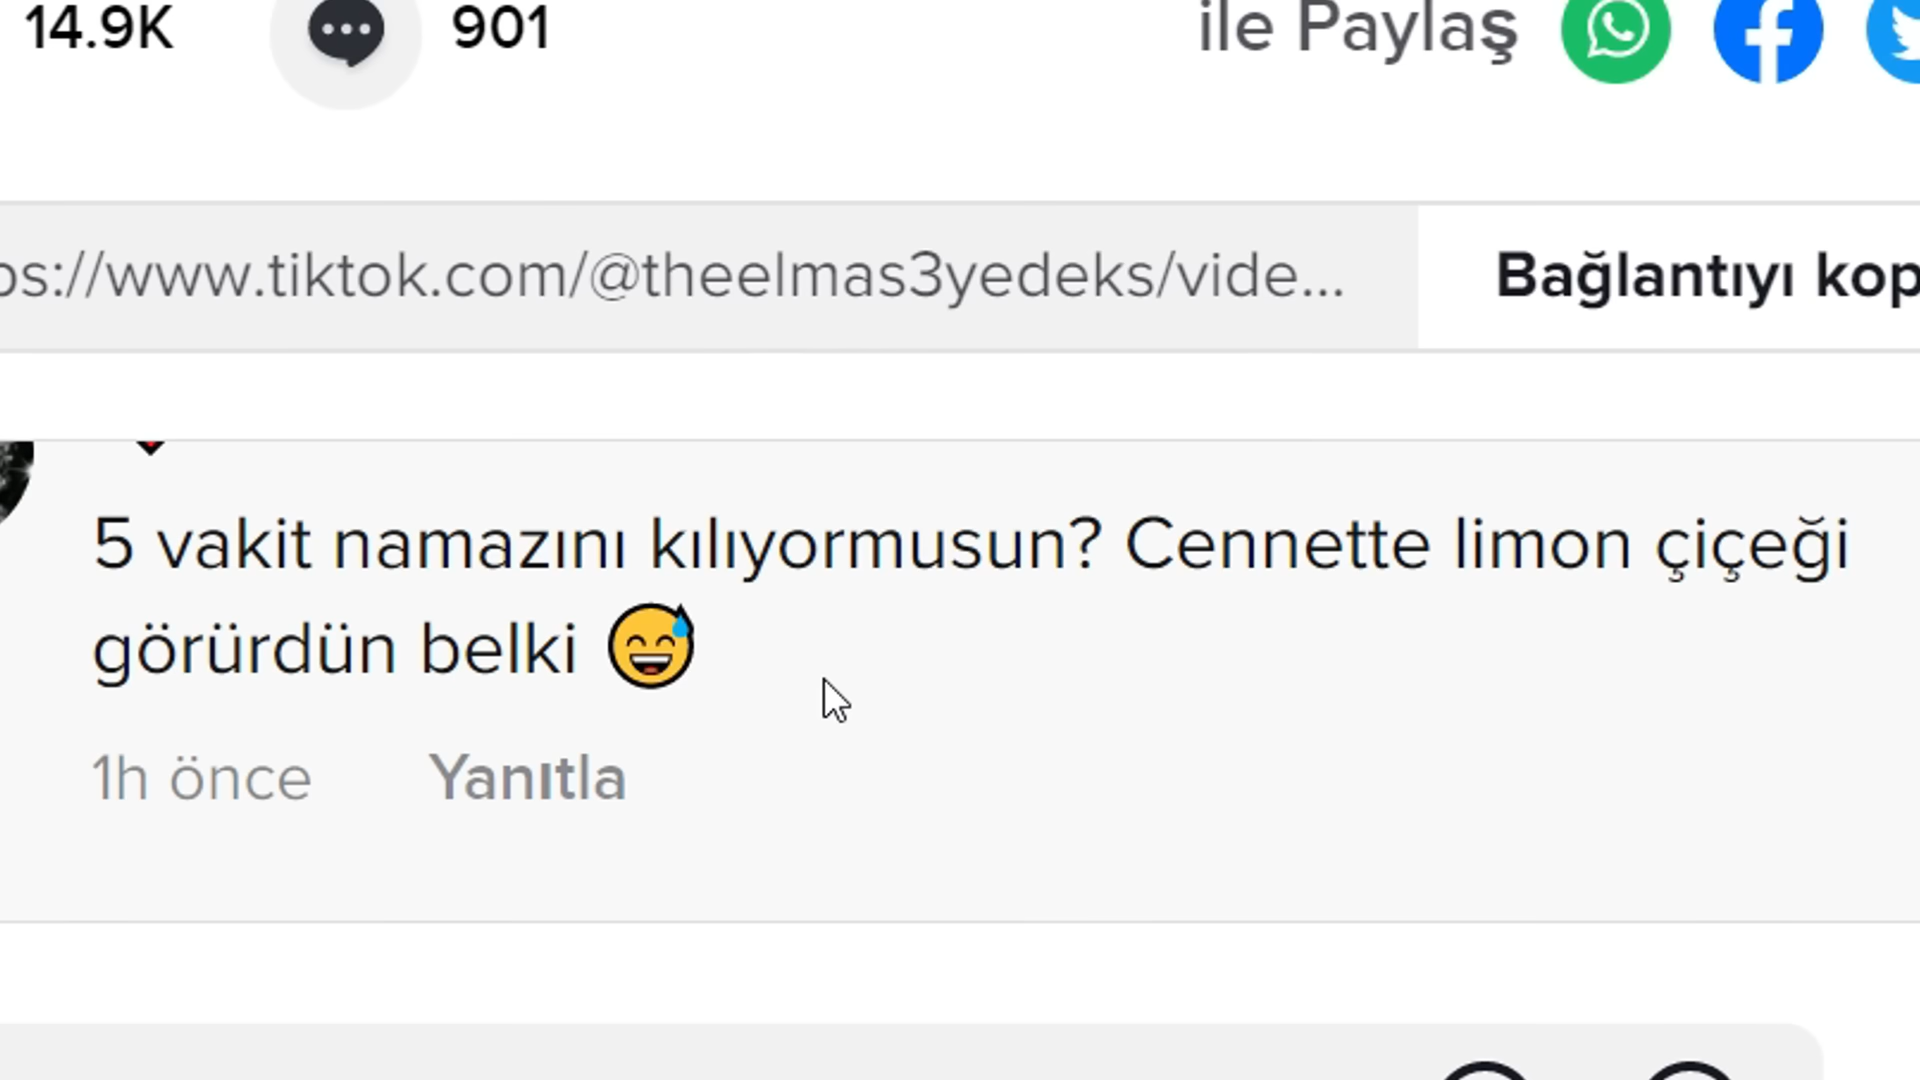 14.9K 901 ile Paylaş
ps://www.tiktok.com/@theelmas3yedeks/vide... Bağlantıyı kop
5 vakit namazını kılıyormusun? Cennette limon çiçeği
görürdün belki 😅
1h önce Yanıtla